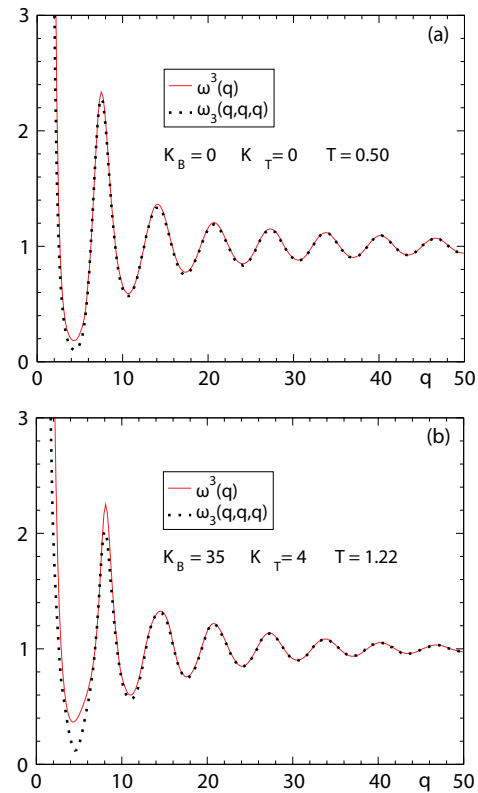 3
(a)
ω³(q)
ω₃(q,q,q)
2
K_B = 0 K_T = 0 T = 0.50
1
0
0 10 20 30 40 q 50
3
(b)
ω³(q)
ω₃(q,q,q)
2
K_B = 35 K_T = 4 T = 1.22
1
0
0 10 20 30 40 q 50